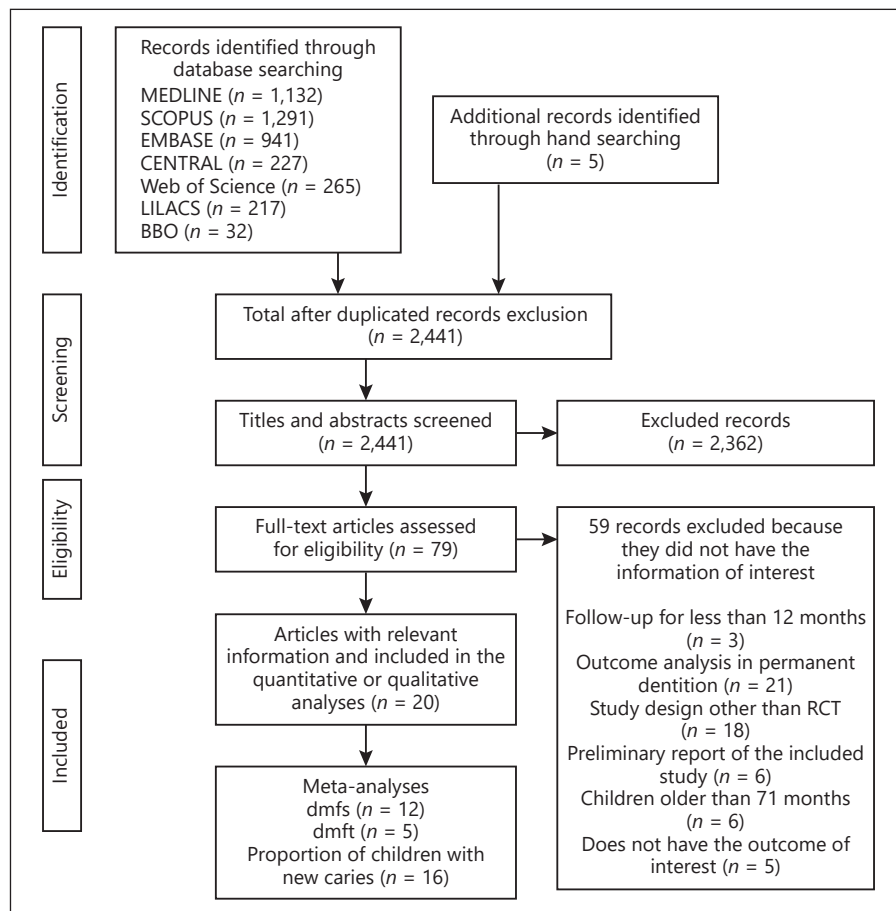 Identification
Records identified through
database searching
MEDLINE (n = 1,132)
SCOPUS (n = 1,291)
EMBASE (n = 941)
CENTRAL (n = 227)
Web of Science (n = 265)
LILACS (n = 217)
BBO (n = 32)
Additional records identified
through hand searching
(n = 5)
Screening
Total after duplicated records exclusion
(n = 2,441)
Titles and abstracts screened
(n = 2,441)
Excluded records
(n = 2,362)
Eligibility
Full-text articles assessed
for eligibility (n = 79)
59 records excluded because
they did not have the
information of interest
Follow-up for less than 12 months
(n = 3)
Outcome analysis in permanent
dentition (n = 21)
Study design other than RCT
(n = 18)
Preliminary report of the included
study (n = 6)
Children older than 71 months
(n = 6)
Does not have the outcome of
interest (n = 5)
Included
Articles with relevant
information and included in the
quantitative or qualitative
analyses (n = 20)
Meta-analyses
dmfs (n = 12)
dmft (n = 5)
Proportion of children with
new caries (n = 16)